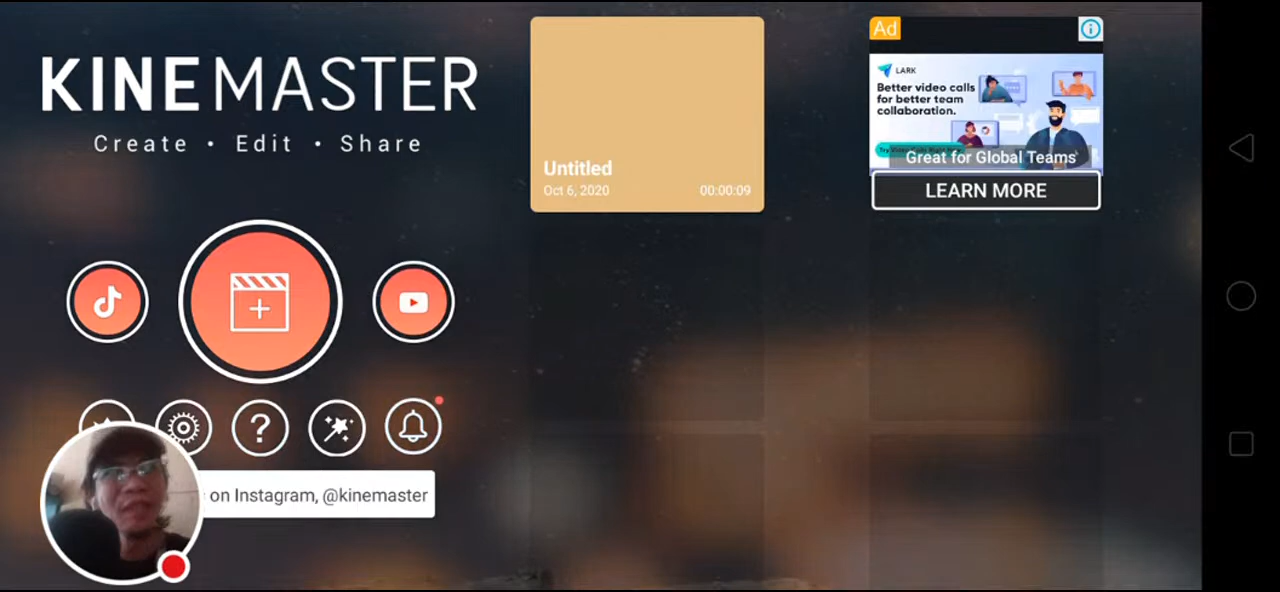 KINEMASTER
Create • Edit • Share
on Instagram, @kinemaster
Untitled
Oct 6, 2020
00:00:09
Ad
LARK
Better video calls
for better team
collaboration.
Great for Global Teams
LEARN MORE